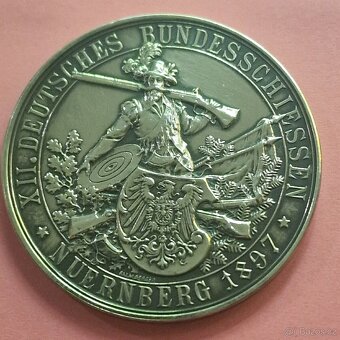 XII. DEUTSCHES BUNDESSCHIESSEN
* NUERNBERG 1897 *